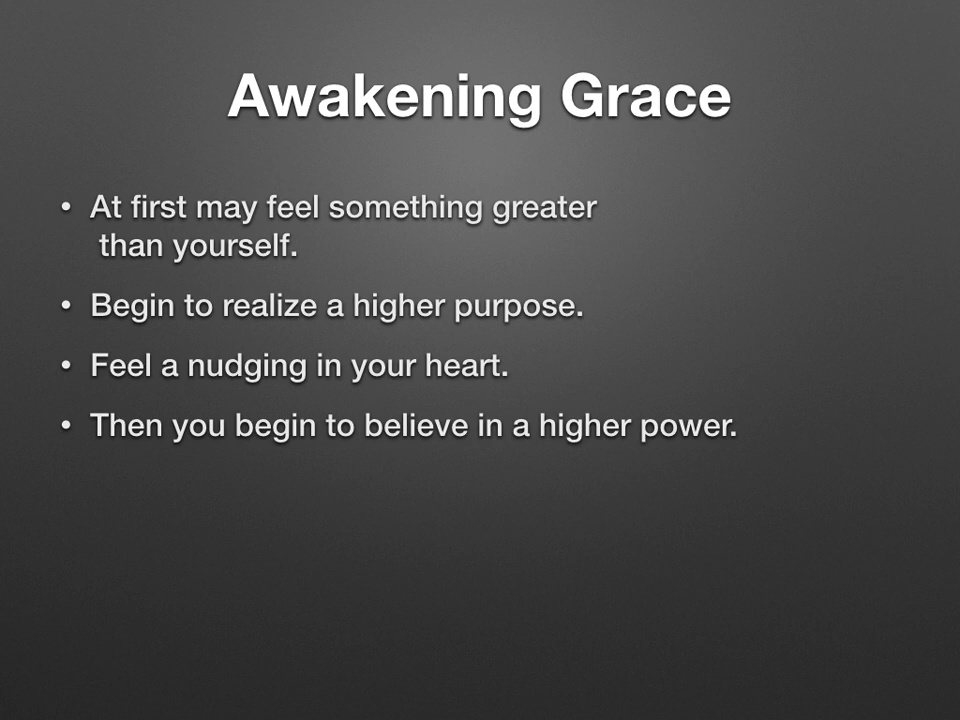 Awakening Grace
• At first may feel something greater
than yourself.
• Begin to realize a higher purpose.
• Feel a nudging in your heart.
• Then you begin to believe in a higher power.